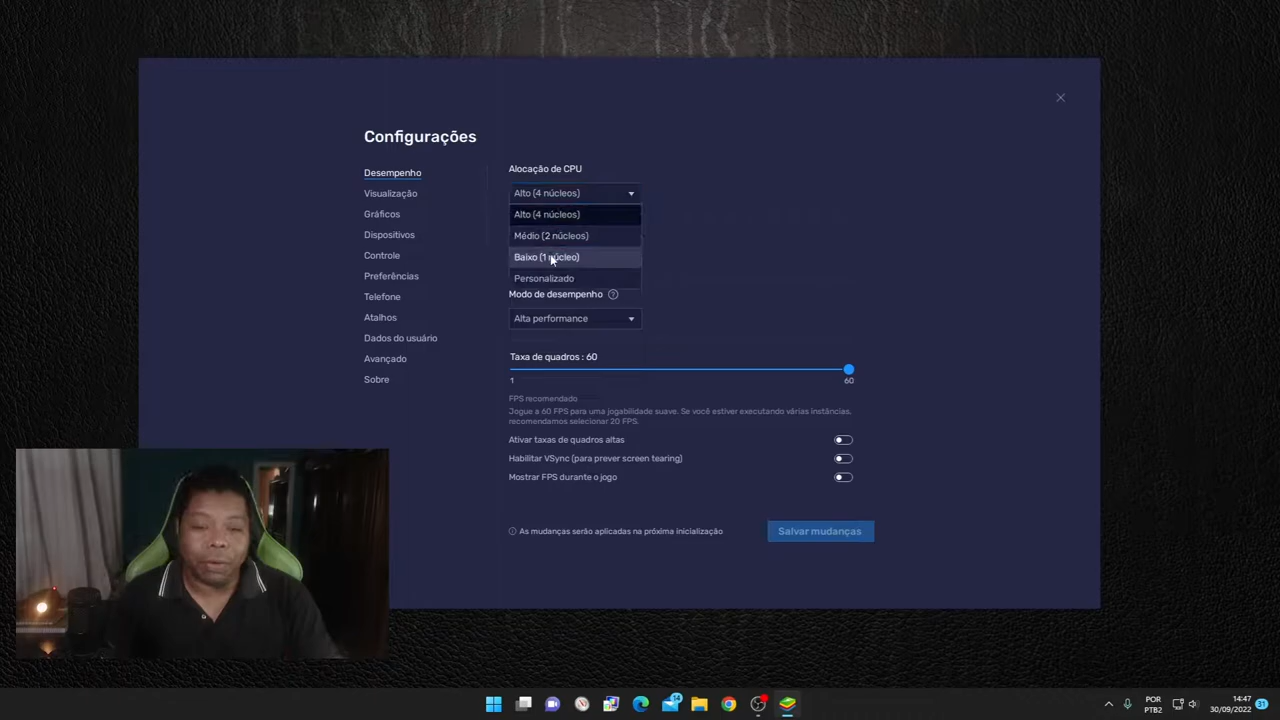 Configurações
Desempenho
Visualização
Gráficos
Dispositivos
Controle
Preferências
Telefone
Atalhos
Dados do usuário
Avançado
Sobre
Alocação de CPU
Alto (4 núcleos)
Alto (4 núcleos)
Médio (2 núcleos)
Baixo (1 núcleo)
Personalizado
Modo de desempenho ?
Alta performance
Taxa de quadros : 60
1 60
FPS recomendado
Jogue a 60 FPS para uma jogabilidade suave. Se você estiver executando várias instâncias,
recomendamos selecionar 20 FPS.
Ativar taxas de quadros altas
Habilitar VSync (para prever screen tearing)
Mostrar FPS durante o jogo
As mudanças serão aplicadas na próxima inicialização
Salvar mudanças
14
POR
PTB2
14:47
30/09/2022
31